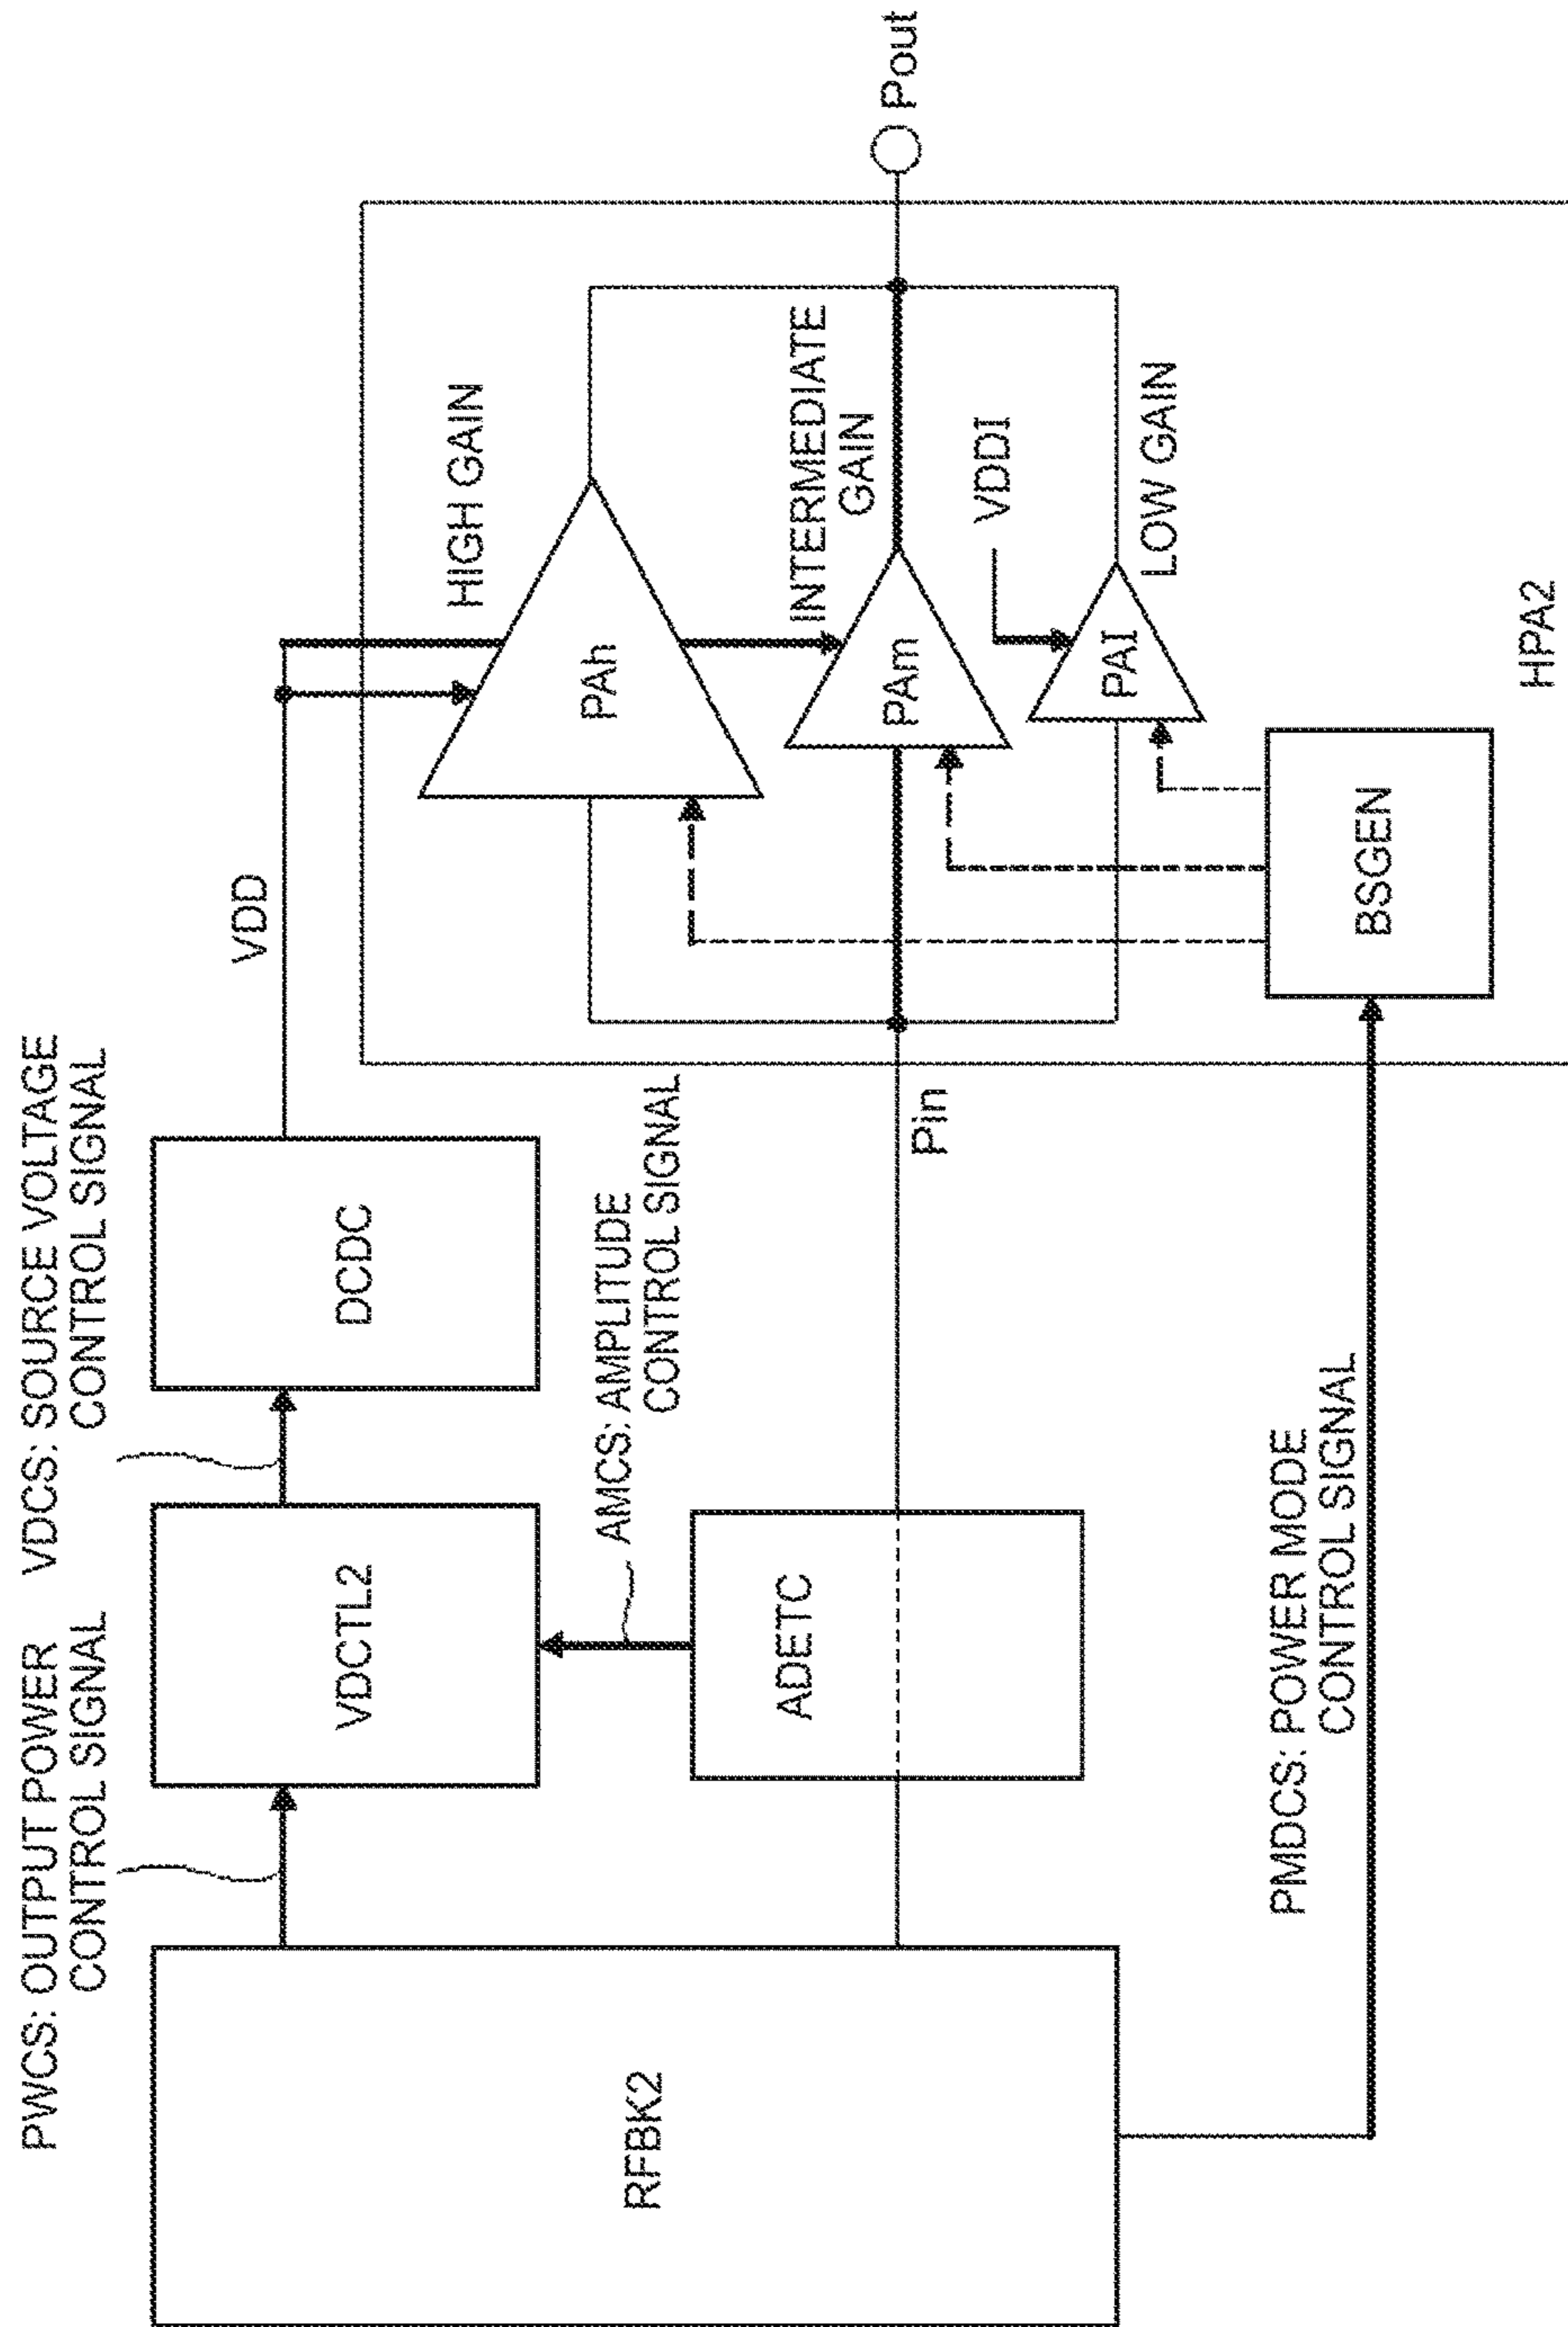 PWCS: OUTPUT POWER
CONTROL SIGNAL
VDCS: SOURCE VOLTAGE
CONTROL SIGNAL
RFBK2
VDCTL2
DCDC
VDD
ADETC
AMCS: AMPLITUDE
CONTROL SIGNAL
Pin
PMDCS: POWER MODE
CONTROL SIGNAL
HIGH GAIN
PAh
INTERMEDIATE
GAIN
PAm
VDDI
PAI
LOW GAIN
BSGEN
HPA2
Pout